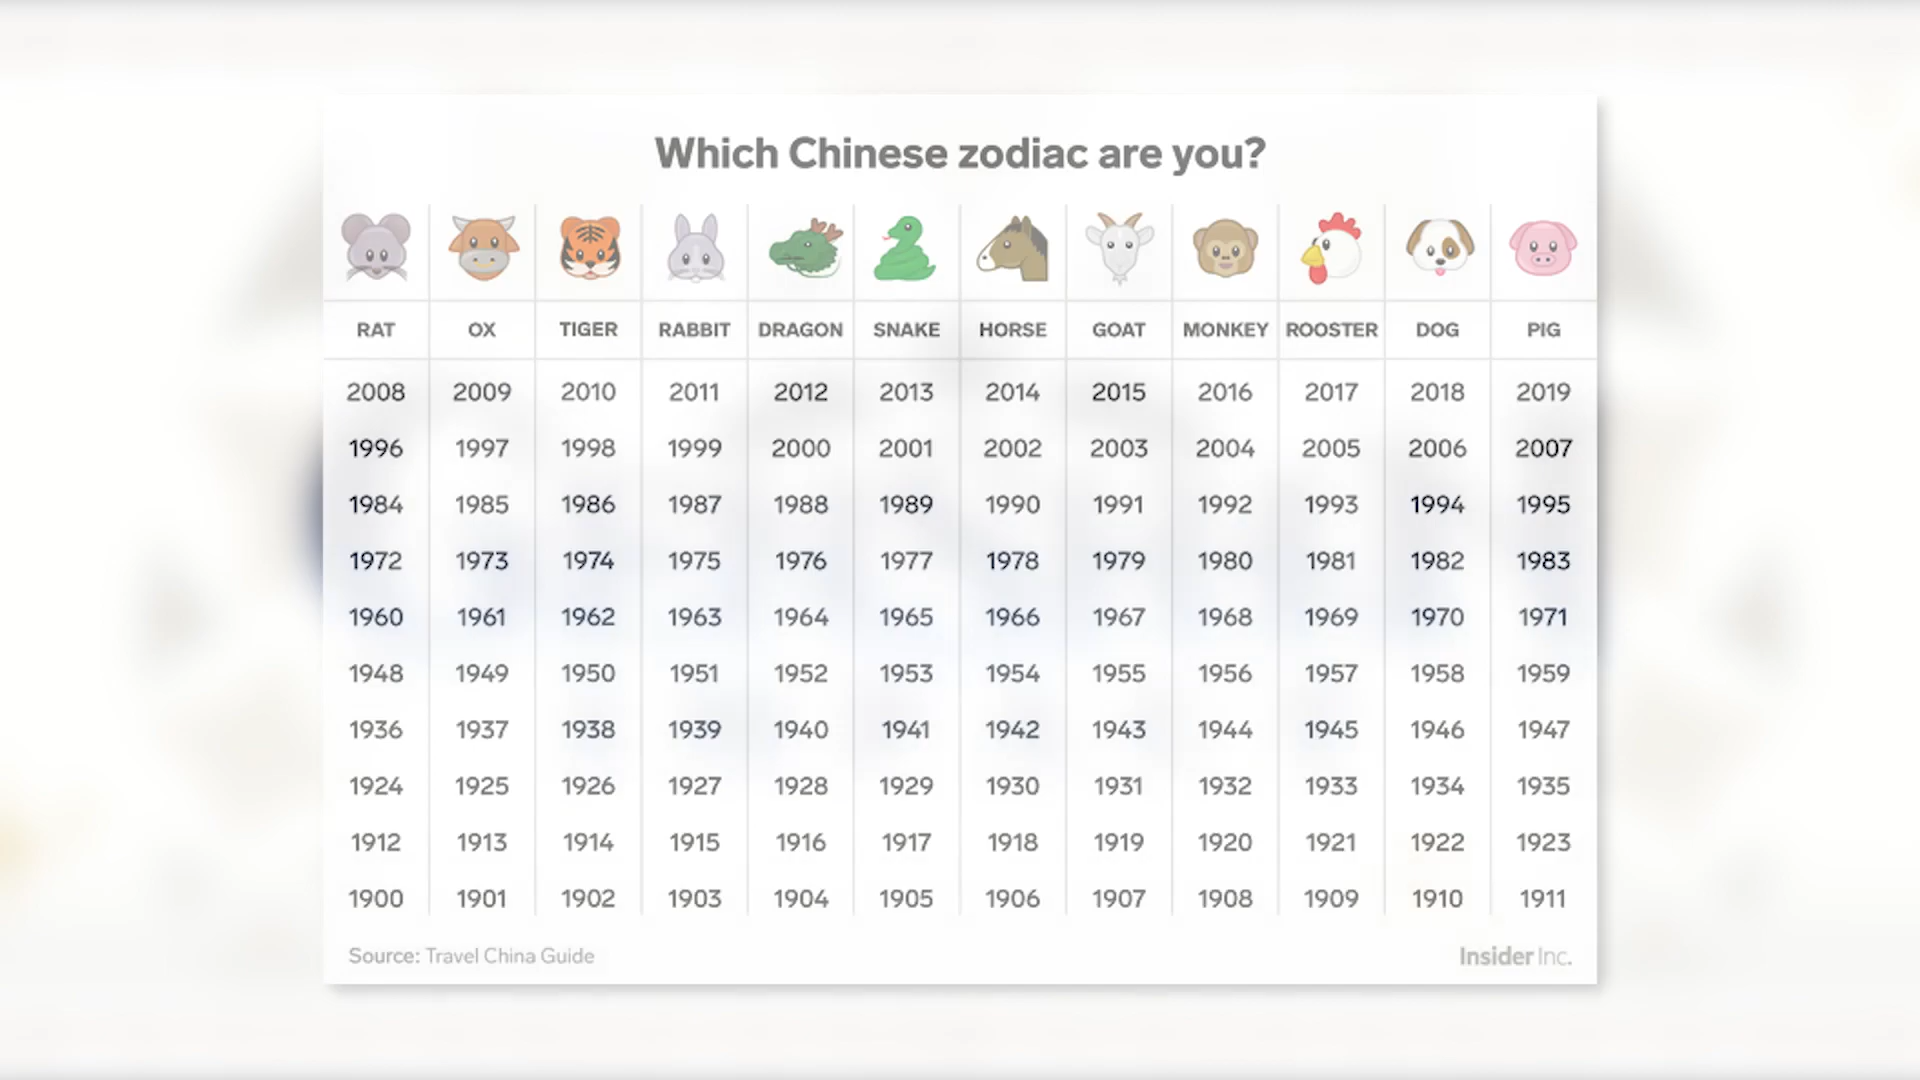 Which Chinese zodiac are you?
RAT OX TIGER RABBIT DRAGON SNAKE HORSE GOAT MONKEY ROOSTER DOG PIG
2008 2009 2010 2011 2012 2013 2014 2015 2016 2017 2018 2019
1996 1997 1998 1999 2000 2001 2002 2003 2004 2005 2006 2007
1984 1985 1986 1987 1988 1989 1990 1991 1992 1993 1994 1995
1972 1973 1974 1975 1976 1977 1978 1979 1980 1981 1982 1983
1960 1961 1962 1963 1964 1965 1966 1967 1968 1969 1970 1971
1948 1949 1950 1951 1952 1953 1954 1955 1956 1957 1958 1959
1936 1937 1938 1939 1940 1941 1942 1943 1944 1945 1946 1947
1924 1925 1926 1927 1928 1929 1930 1931 1932 1933 1934 1935
1912 1913 1914 1915 1916 1917 1918 1919 1920 1921 1922 1923
1900 1901 1902 1903 1904 1905 1906 1907 1908 1909 1910 1911
Source: Travel China Guide
Insider Inc.